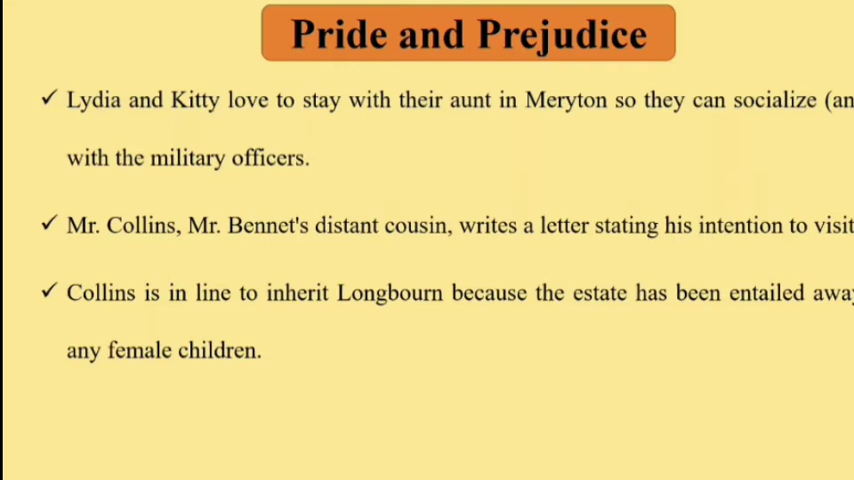 Pride and Prejudice
✓ Lydia and Kitty love to stay with their aunt in Meryton so they can socialize (an
with the military officers.
✓ Mr. Collins, Mr. Bennet's distant cousin, writes a letter stating his intention to visit
✓ Collins is in line to inherit Longbourn because the estate has been entailed away
any female children.